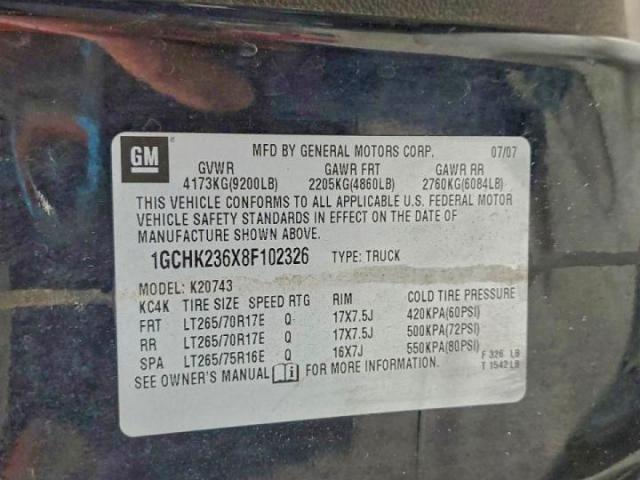 GM
MFD BY GENERAL MOTORS CORP. 07/07
GVWR GAWR FRT GAWR RR
4173KG(9200LB) 2205KG(4860LB) 2760KG(6084LB)
THIS VEHICLE CONFORMS TO ALL APPLICABLE U.S. FEDERAL MOTOR
VEHICLE SAFETY STANDARDS IN EFFECT ON THE DATE OF
MANUFACTURE SHOWN ABOVE.
1GCHK236X8F102326 TYPE: TRUCK
MODEL: K20743
KC4K TIRE SIZE SPEED RTG RIM COLD TIRE PRESSURE
FRT LT265/70R17E Q 17X7.5J 420KPA(60PSI)
RR LT265/70R17E Q 17X7.5J 500KPA(72PSI)
SPA LT265/75R16E Q 16X7J 550KPA(80PSI) F 326 LB
SEE OWNER'S MANUAL FOR MORE INFORMATION. T 1542 LB